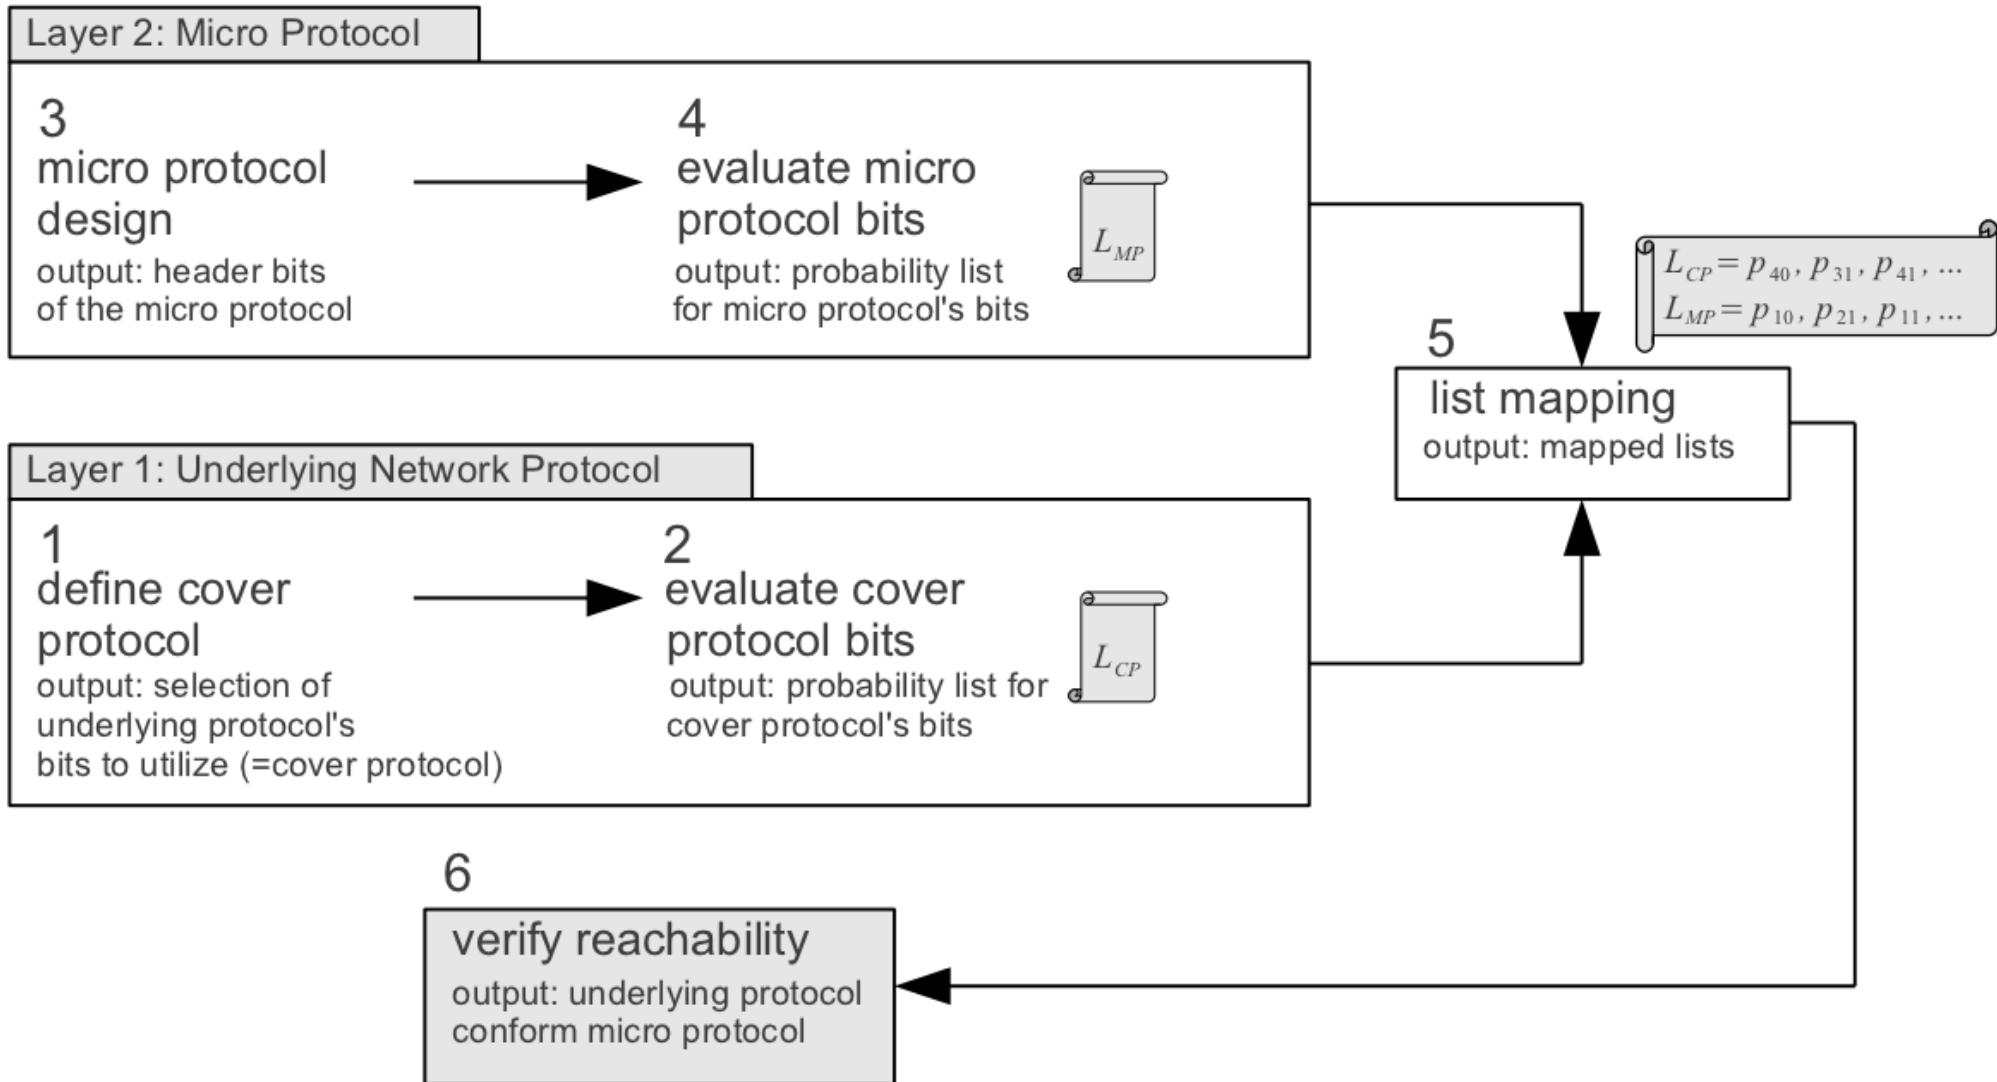 Layer 2: Micro Protocol
3
micro protocol
design
output: header bits
of the micro protocol
4
evaluate micro
protocol bits
output: probability list
for micro protocol's bits
L_MP
L_CP = p_40, p_31, p_41, ...
L_MP = p_10, p_21, p_11, ...
5
list mapping
output: mapped lists
Layer 1: Underlying Network Protocol
1
define cover
protocol
output: selection of
underlying protocol's
bits to utilize (=cover protocol)
2
evaluate cover
protocol bits
output: probability list for
cover protocol's bits
L_CP
6
verify reachability
output: underlying protocol
conform micro protocol